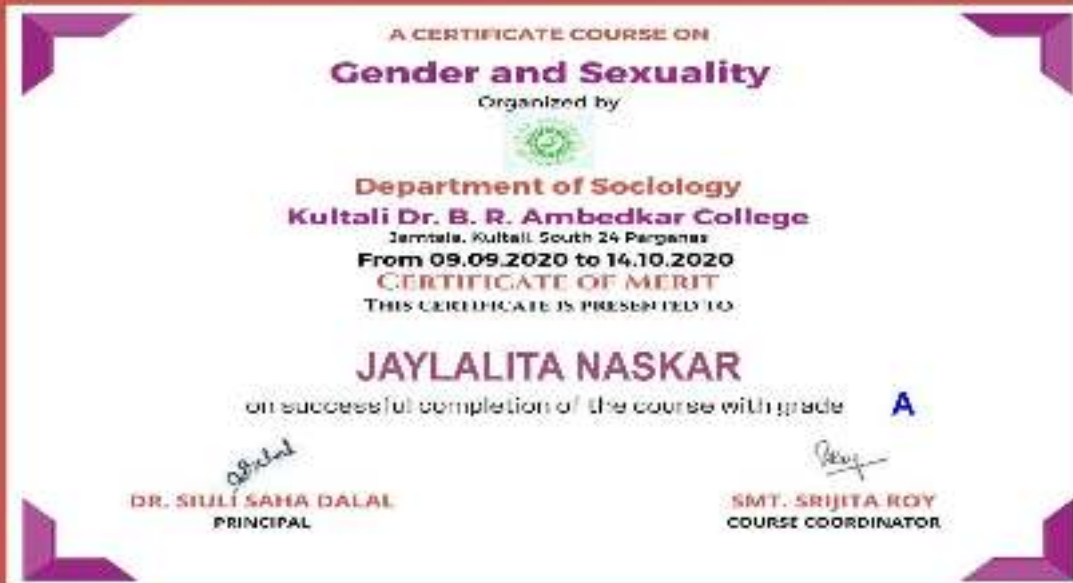 A CERTIFICATE COURSE ON
Gender and Sexuality
Organized by
Department of Sociology
Kultali Dr. B. R. Ambedkar College
Jamtala, Kultali, South 24 Parganas
From 09.09.2020 to 14.10.2020
CERTIFICATE OF MERIT
THIS CERTIFICATE IS PRESENTED TO
JAYLALITA NASKAR
on successful completion of the course with grade A
DR. SIULI SAHA DALAL
PRINCIPAL
SMT. SRIJITA ROY
COURSE COORDINATOR